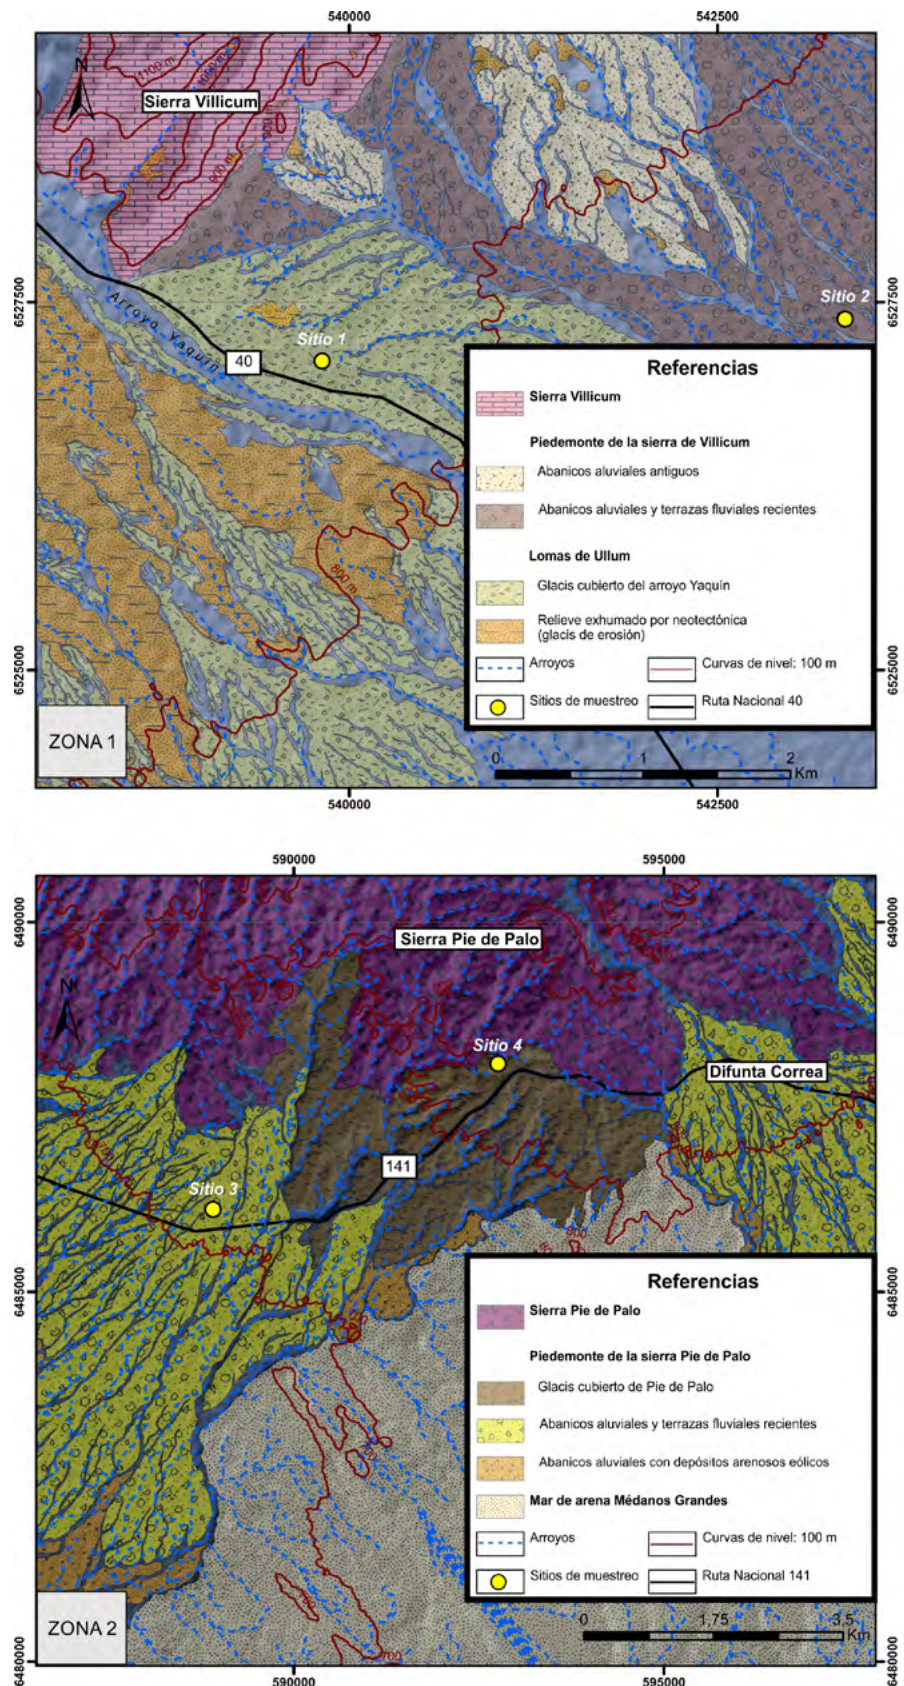 540000
542500
1100 m.
1000 m.
N
Sierra Villicum
900 m.
6527500
6527500
Sitio 2
Arroyo Yaquín
Sitio 1
40
Referencias
Sierra Villicum
Piedemonte de la sierra de Villicum
Abanicos aluviales antiguos
Abanicos aluviales y terrazas fluviales recientes
Lomas de Ullum
Glacis cubierto del arroyo Yaquín
Relieve exhumado por neotectónica
(glacis de erosión)
Arroyos
Curvas de nivel: 100 m
Sitios de muestreo
Ruta Nacional 40
800 m.
6525000
6525000
ZONA 1
0
1
2
Km
540000
542500
590000
595000
6490000
6490000
Sierra Pie de Palo
N
Sitio 4
Difunta Correa
141
Sitio 3
6485000
6485000
Referencias
Sierra Pie de Palo
Piedemonte de la sierra Pie de Palo
Glacis cubierto de Pie de Palo
Abanicos aluviales y terrazas fluviales recientes
Abanicos aluviales con depósitos arenosos eólicos
Mar de arena Médanos Grandes
Arroyos
Curvas de nivel: 100 m
Sitios de muestreo
Ruta Nacional 141
ZONA 2
700
0
1,75
3,5
Km
6480000
6480000
590000
595000